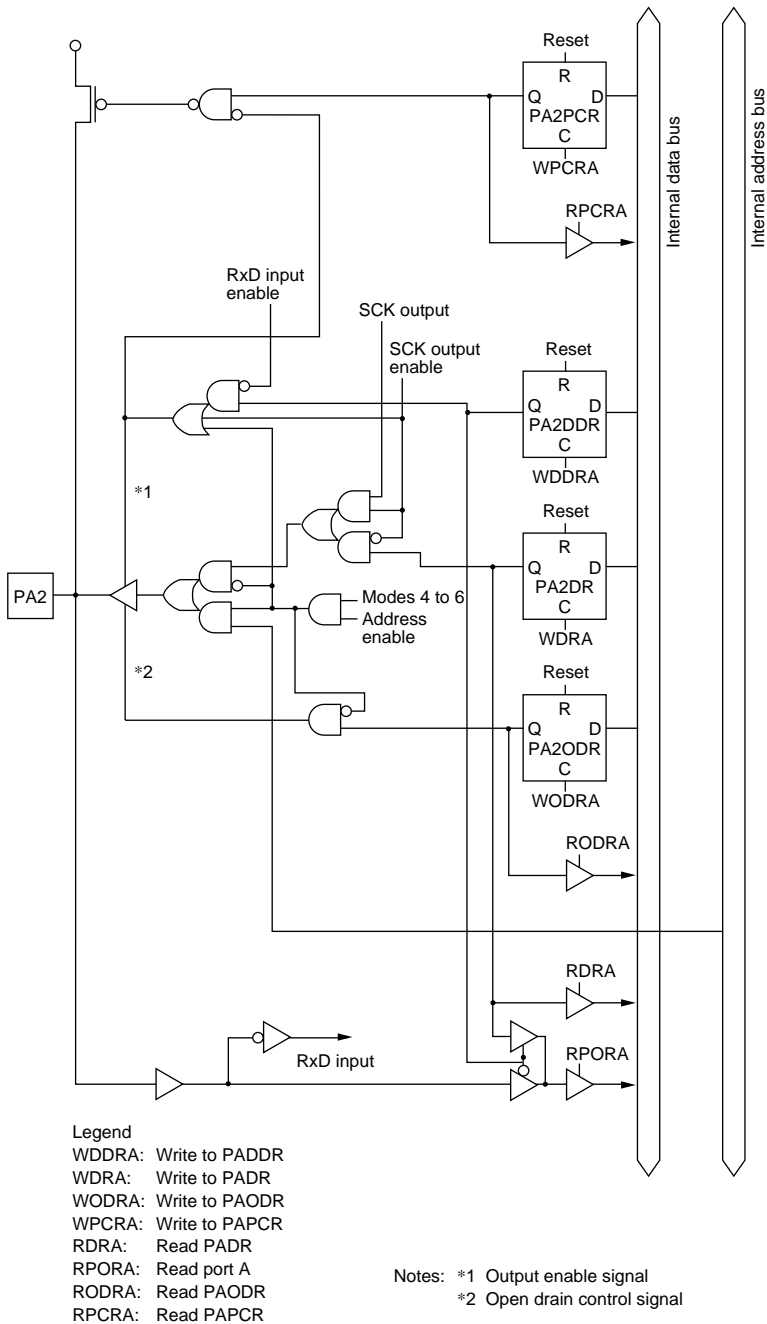 Reset
R
Q D
PA2PCR
C
WPCRA
RPCRA
Internal data bus
Internal address bus
RxD input
enable
SCK output
SCK output
enable
Reset
R
Q D
PA2DDR
C
WDDRA
*1
Reset
R
Q D
PA2DR
C
WDRA
PA2
Modes 4 to 6
Address
enable
*2
Reset
R
Q D
PA2ODR
C
WODRA
RODRA
RDRA
RxD input
RPORA
Legend
WDDRA: Write to PADDR
WDRA: Write to PADR
WODRA: Write to PAODR
WPCRA: Write to PAPCR
RDRA: Read PADR
RPORA: Read port A
RODRA: Read PAODR
RPCRA: Read PAPCR
Notes: *1 Output enable signal
*2 Open drain control signal